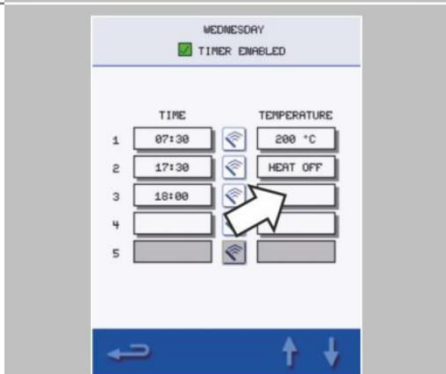 WEDNESDAY
TIMER ENABLED
TIME TEMPERATURE
1 07:30 200 °C
2 17:30 HEAT OFF
3 18:00
4
5